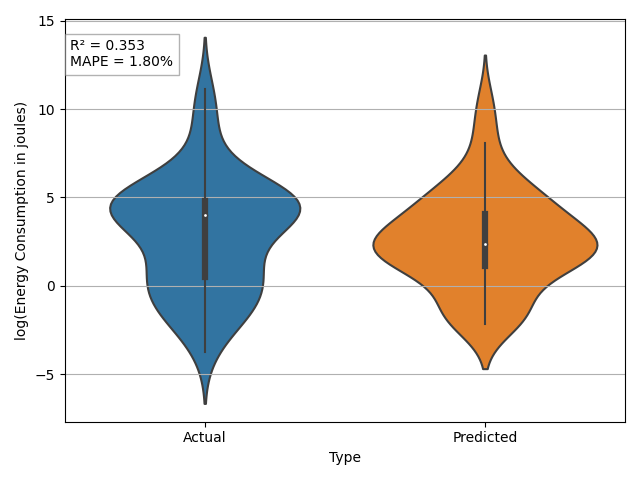 15
R² = 0.353
MAPE = 1.80%
10
5
0
−5
log(Energy Consumption in joules)
Actual
Predicted
Type